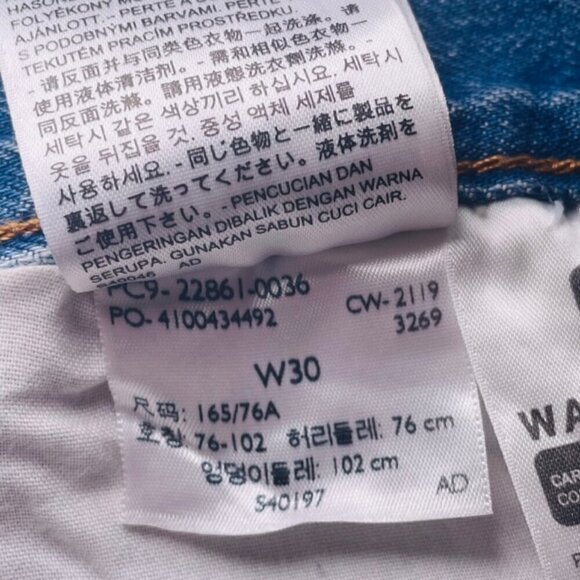 FOLYÉKONY M
AJÁNLOTT. - PERTE A S
S PODOBNÝMI BARVAMI. PERTE
TEKUTÉM PRACÍM PROSTŘEDKU.
- 请反面并与同类色衣物一起洗涤。
使用液体清洁剂。- 需和相似色衣物
同反面洗滌。請用液態洗衣劑洗滌。
세탁시 같은 색상끼리 하십시요. 세탁시
옷을 뒤집을 것. 중성 액체 세제를
사용하세요. - 同じ色物と一緒に製品を
裏返して洗ってください。液体洗剤を
ご使用ください。- PENCUCIAN DAN
PENGERINGAN DIBALIK DENGAN WARNA
SERUPA. GUNAKAN SABUN CUCI CAIR.
S40046 AD
PC9- 22861-0036
PO- 4100434492
CW- 2119
3269
W30
尺码: 165/76A
호칭: 76-102 허리둘레: 76 cm
엉덩이둘레: 102 cm
S40197
AD
WA
CAR
CO